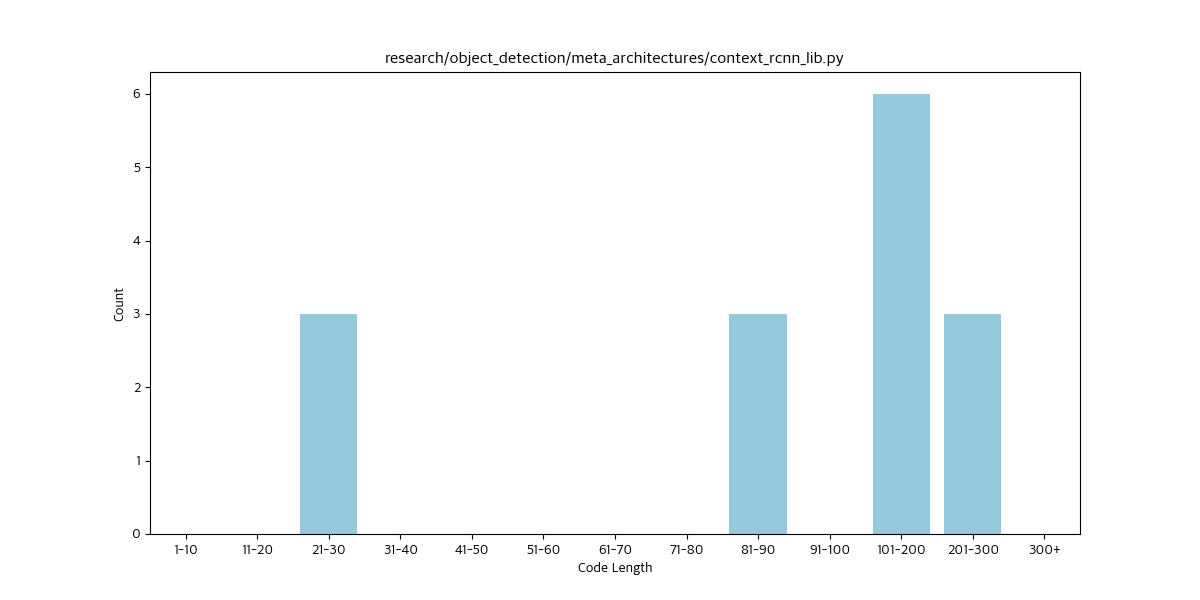 research/object_detection/meta_architectures/context_rcnn_lib.py
6
5
4
3
2
1
0
Count
1-10 11-20 21-30 31-40 41-50 51-60 61-70 71-80 81-90 91-100 101-200 201-300 300+
Code Length